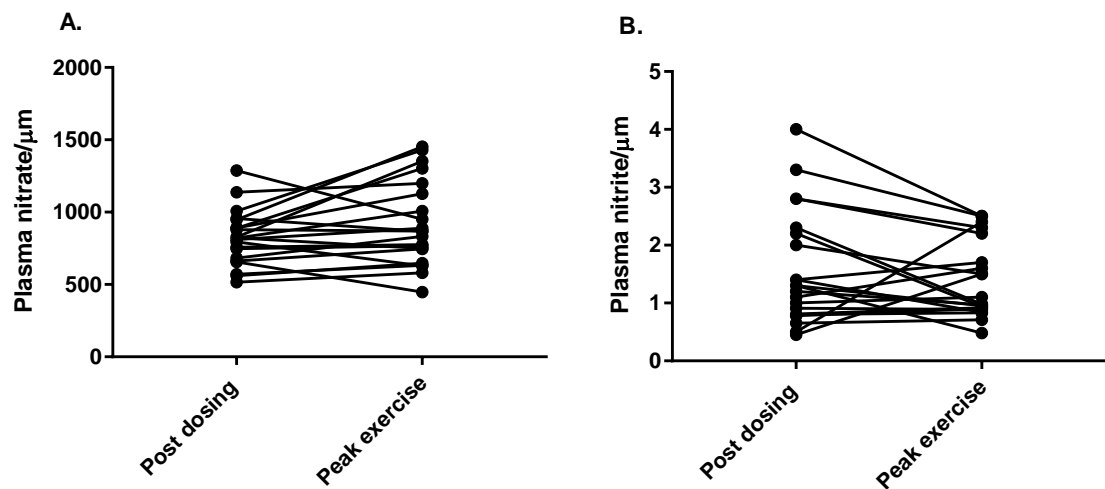 A.
2000
1500
1000
500
0
Plasma nitrate/μm
Post dosing
Peak exercise
B.
5
4
3
2
1
0
Plasma nitrite/μm
Post dosing
Peak exercise